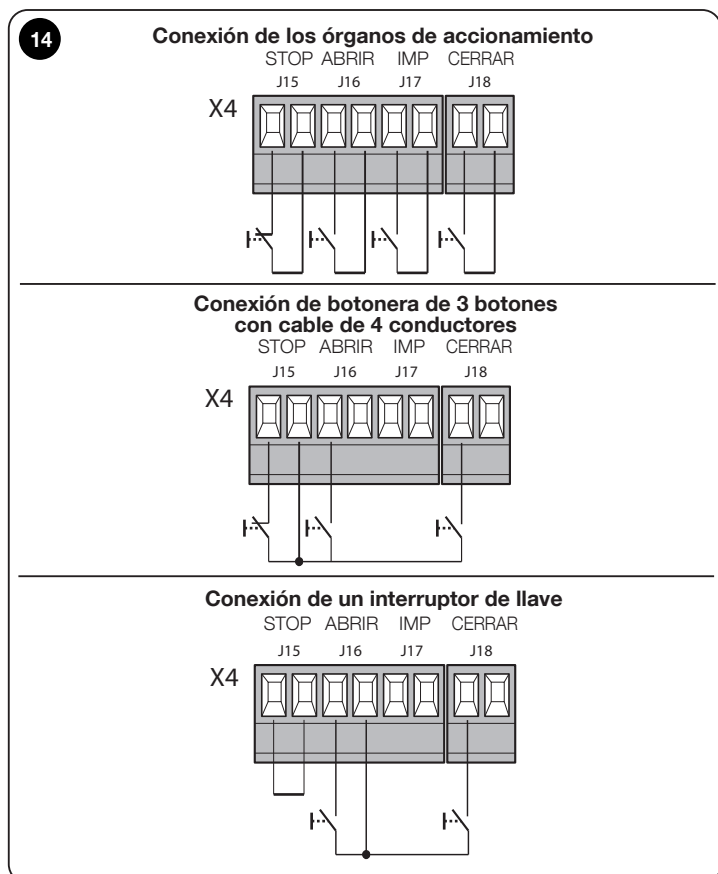 14
Conexión de los órganos de accionamiento
STOP ABRIR IMP CERRAR
J15 J16 J17 J18
X4
Conexión de botonera de 3 botones
con cable de 4 conductores
STOP ABRIR IMP CERRAR
J15 J16 J17 J18
X4
Conexión de un interruptor de llave
STOP ABRIR IMP CERRAR
J15 J16 J17 J18
X4